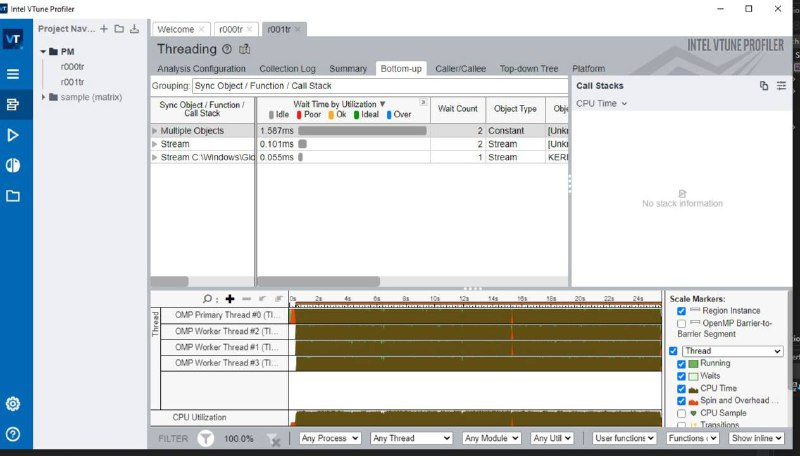 Intel VTune Profiler
Project Nav...
PM
r000tr
r001tr
sample (matrix)
Welcome
r000tr
r001tr
Threading
INTEL VTUNE PROFILER
Analysis Configuration Collection Log Summary Bottom-up Caller/Callee Top-down Tree Platform
Grouping: Sync Object / Function / Call Stack
Sync Object / Function / Call Stack
Wait Time by Utilization
Idle Poor Ok Ideal Over
Wait Count
Object Type
Multiple Objects 1.587ms 2 Constant [Unk
Stream 0.101ms 2 Stream [Unk
Stream C:\Windows\Glo 0.055ms 1 Stream KER
Call Stacks
CPU Time
No stack information
0s 2s 4s 6s 8s 10s 12s 14s 16s 18s 20s 22s 24s
Thread
OMP Primary Thread #0 (TI...
OMP Worker Thread #2 (TI...
OMP Worker Thread #1 (TI...
OMP Worker Thread #3 (TI...
CPU Utilization
Scale Markers:
Region Instance
OpenMP Barrier-to-
Barrier Segment
Thread
Running
Waits
CPU Time
Spin and Overhead ...
CPU Sample
Transitions
FILTER 100.0% Any Process Any Thread Any Module Any Util User functions Functions Show inline